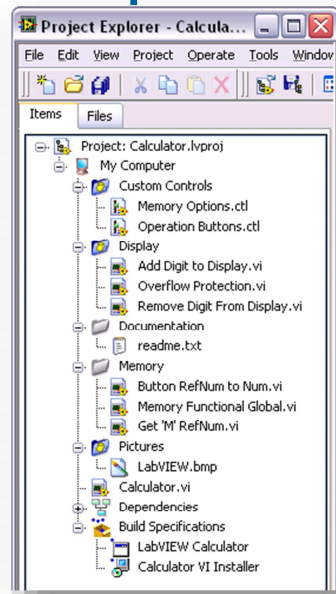 Project Explorer - Calcula...
File Edit View Project Operate Tools Window
Items Files
Project: Calculator.lvproj
My Computer
Custom Controls
Memory Options.ctl
Operation Buttons.ctl
Display
Add Digit to Display.vi
Overflow Protection.vi
Remove Digit From Display.vi
Documentation
readme.txt
Memory
Button RefNum to Num.vi
Memory Functional Global.vi
Get 'M' RefNum.vi
Pictures
LabVIEW.bmp
Calculator.vi
Dependencies
Build Specifications
LabVIEW Calculator
Calculator VI Installer